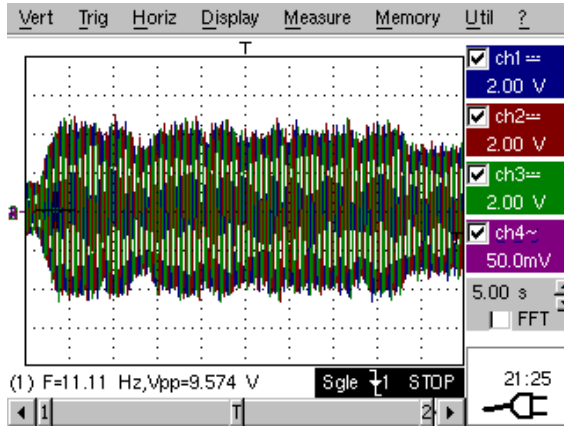 Vert Trig Horiz Display Measure Memory Util ?
T
ch1
2.00 V
ch2
2.00 V
ch3
2.00 V
ch4~
50.0mV
5.00 s
FFT
(1) F=11.11 Hz,Vpp=9.574 V
Sgle 1 STOP
21:25
1 T 2